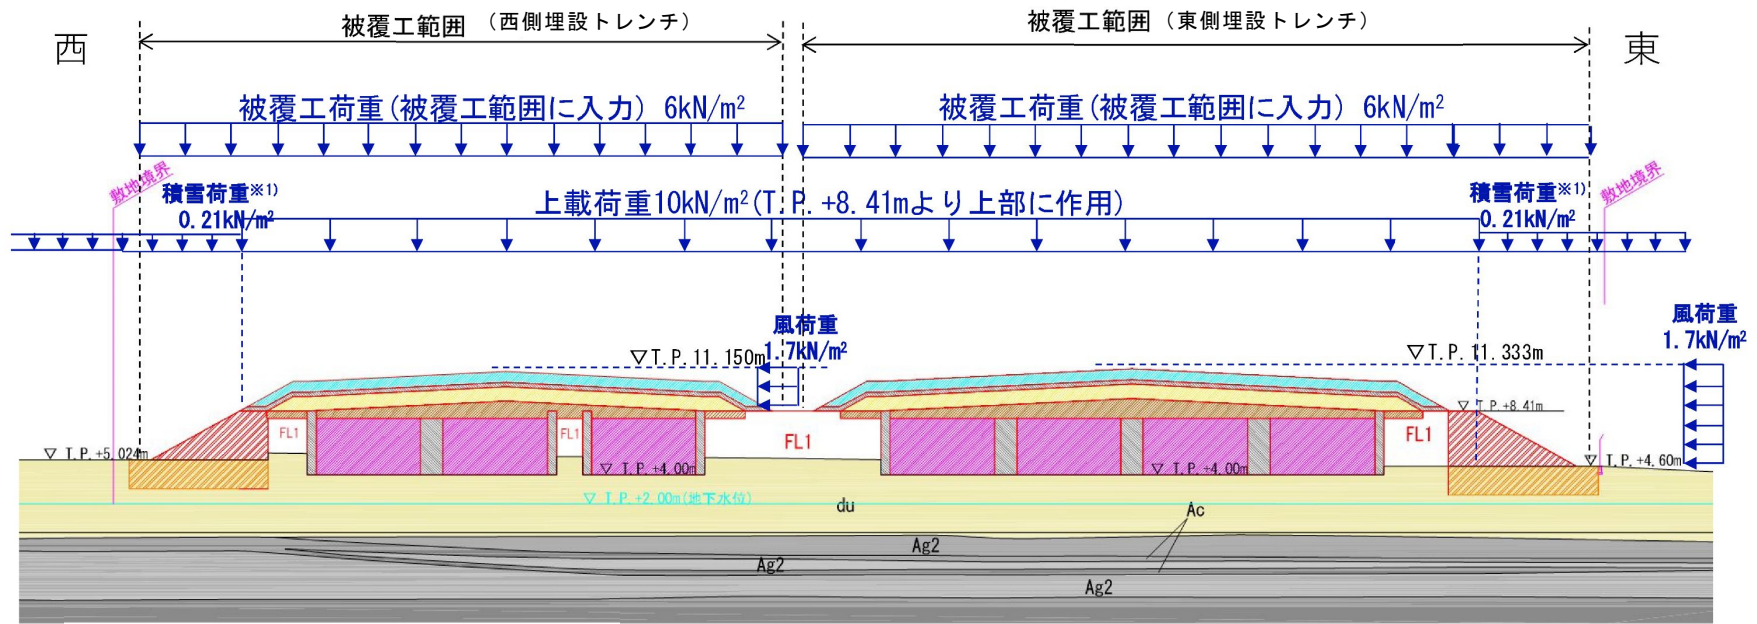 被覆工範囲 (西側埋設トレンチ)
被覆工範囲 (東側埋設トレンチ)
西
東
被覆工荷重(被覆工範囲に入力) 6kN/m²
被覆工荷重(被覆工範囲に入力) 6kN/m²
敷地境界
敷地境界
積雪荷重※1)
0.21kN/m²
上載荷重10kN/m²(T.P.+8.41mより上部に作用)
積雪荷重※1)
0.21kN/m²
風荷重
1.7kN/m²
風荷重
1.7kN/m²
▽T.P.11.150m
▽T.P.11.333m
▽ T.P.+8.41m
FL1
FL1
FL1
FL1
▽ T.P.+5.024m
▽ T.P.+4.00m
▽ T.P.+4.00m
▽ T.P.+4.60m
▽ T.P.+2.00m(地下水位)
du
Ac
Ag2
Ag2
Ag2